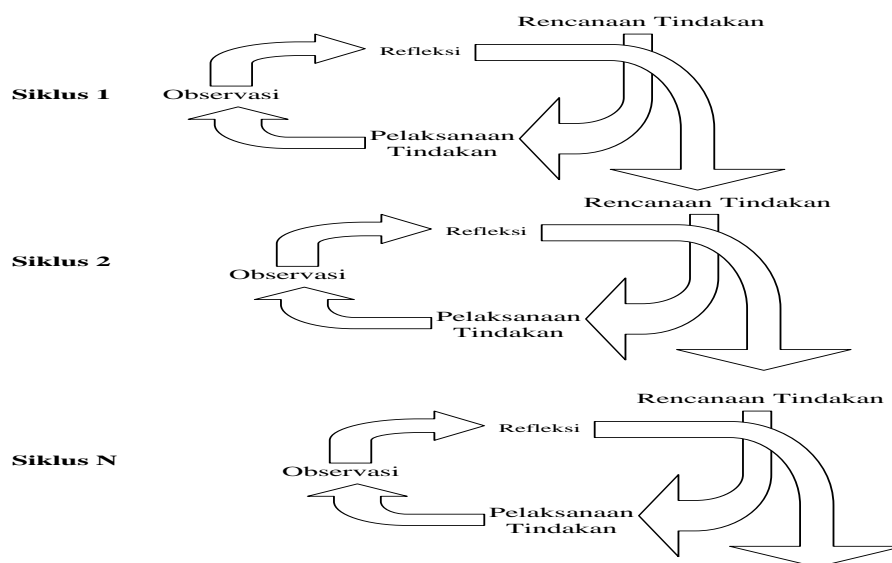 Rencanaan Tindakan
Refleksi
Siklus 1
Observasi
Pelaksanaan
Tindakan
Rencanaan Tindakan
Refleksi
Siklus 2
Observasi
Pelaksanaan
Tindakan
Rencanaan Tindakan
Refleksi
Siklus N
Observasi
Pelaksanaan
Tindakan